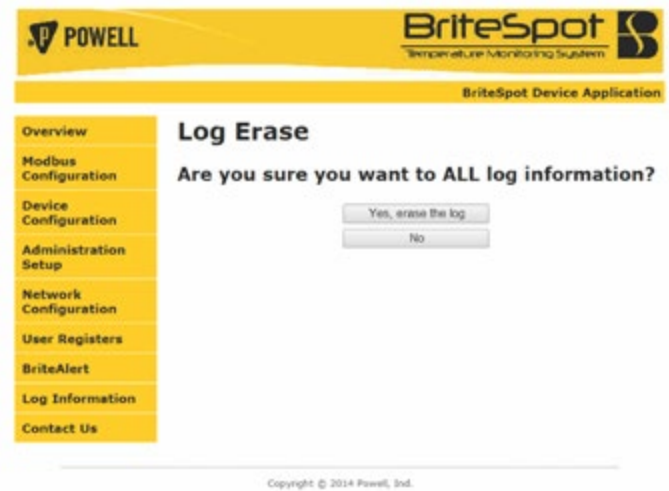 POWELL
BriteSpot
Temperature Monitoring System
BriteSpot Device Application
Overview
Modbus
Configuration
Device
Configuration
Administration
Setup
Network
Configuration
User Registers
BriteAlert
Log Information
Contact Us
Log Erase
Are you sure you want to ALL log information?
Yes, erase the log
No
Copyright © 2014 Powell, Ind.